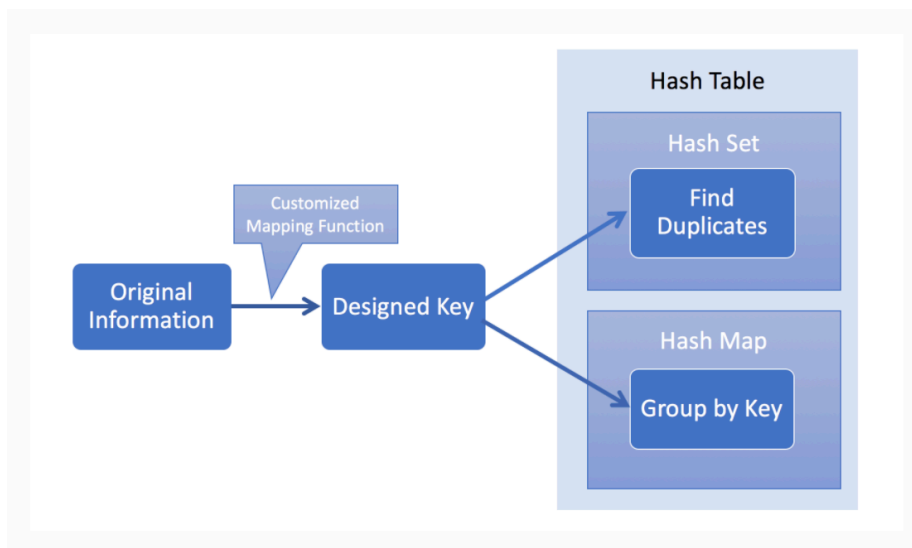 Hash Table
Hash Set
Find
Duplicates
Customized
Mapping Function
Original
Information
Designed Key
Hash Map
Group by Key